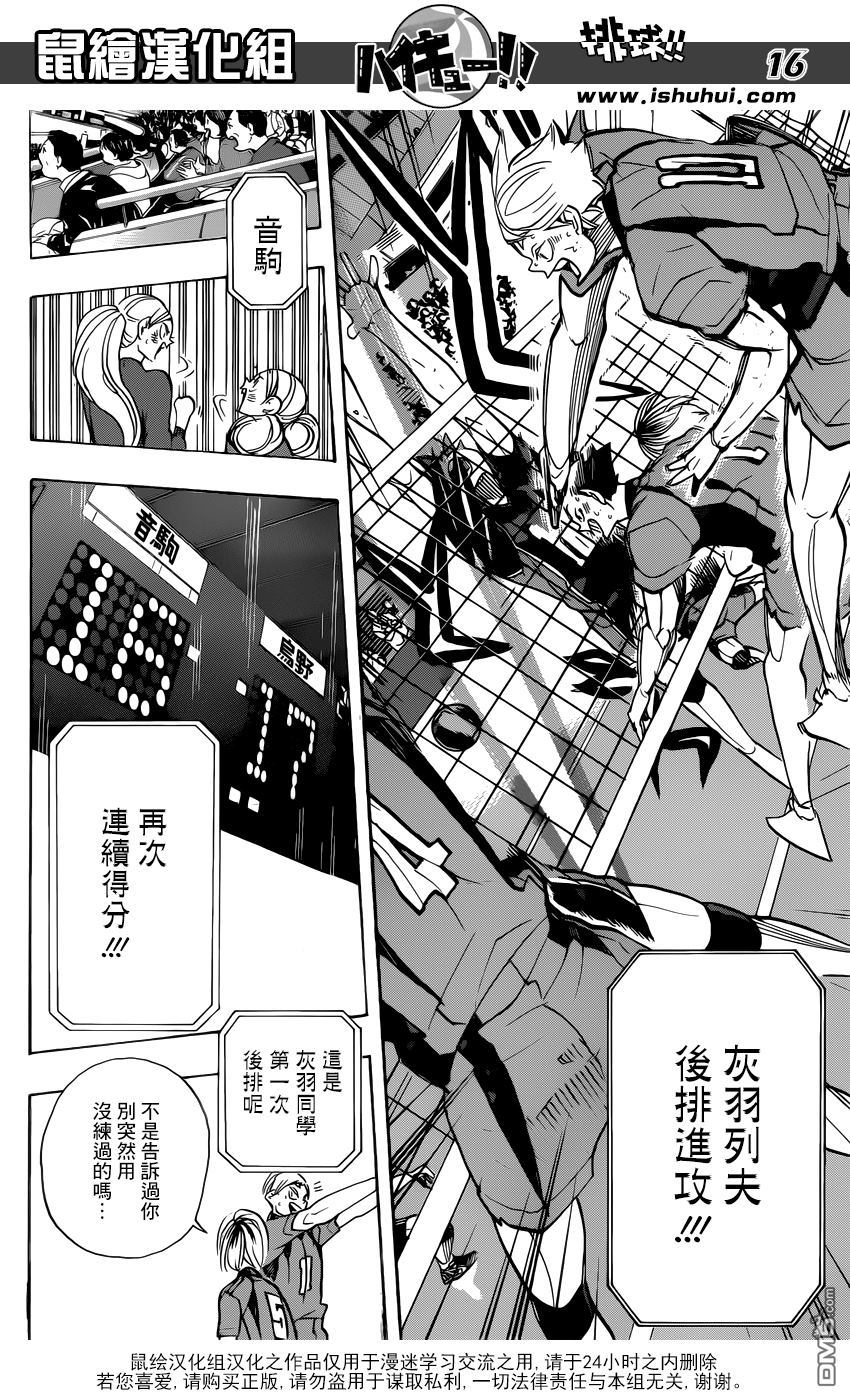 鼠繪漢化組
ハイキュー!!
排球!!
16
www.ishuhui.com
灰羽列夫
後排進攻!!!
音駒
音駒
16
烏野
17
再次
連續得分!!!
這是
灰羽同學
第一次
後排呢
不是告訴過你
別突然用
沒練過的嗎…
11
5
DM5.com
鼠绘汉化组汉化之作品仅用于漫迷学习交流之用, 请于24小时之内删除
若您喜爱, 请购买正版, 请勿盗用于谋取私利, 一切法律责任与本组无关, 谢谢。